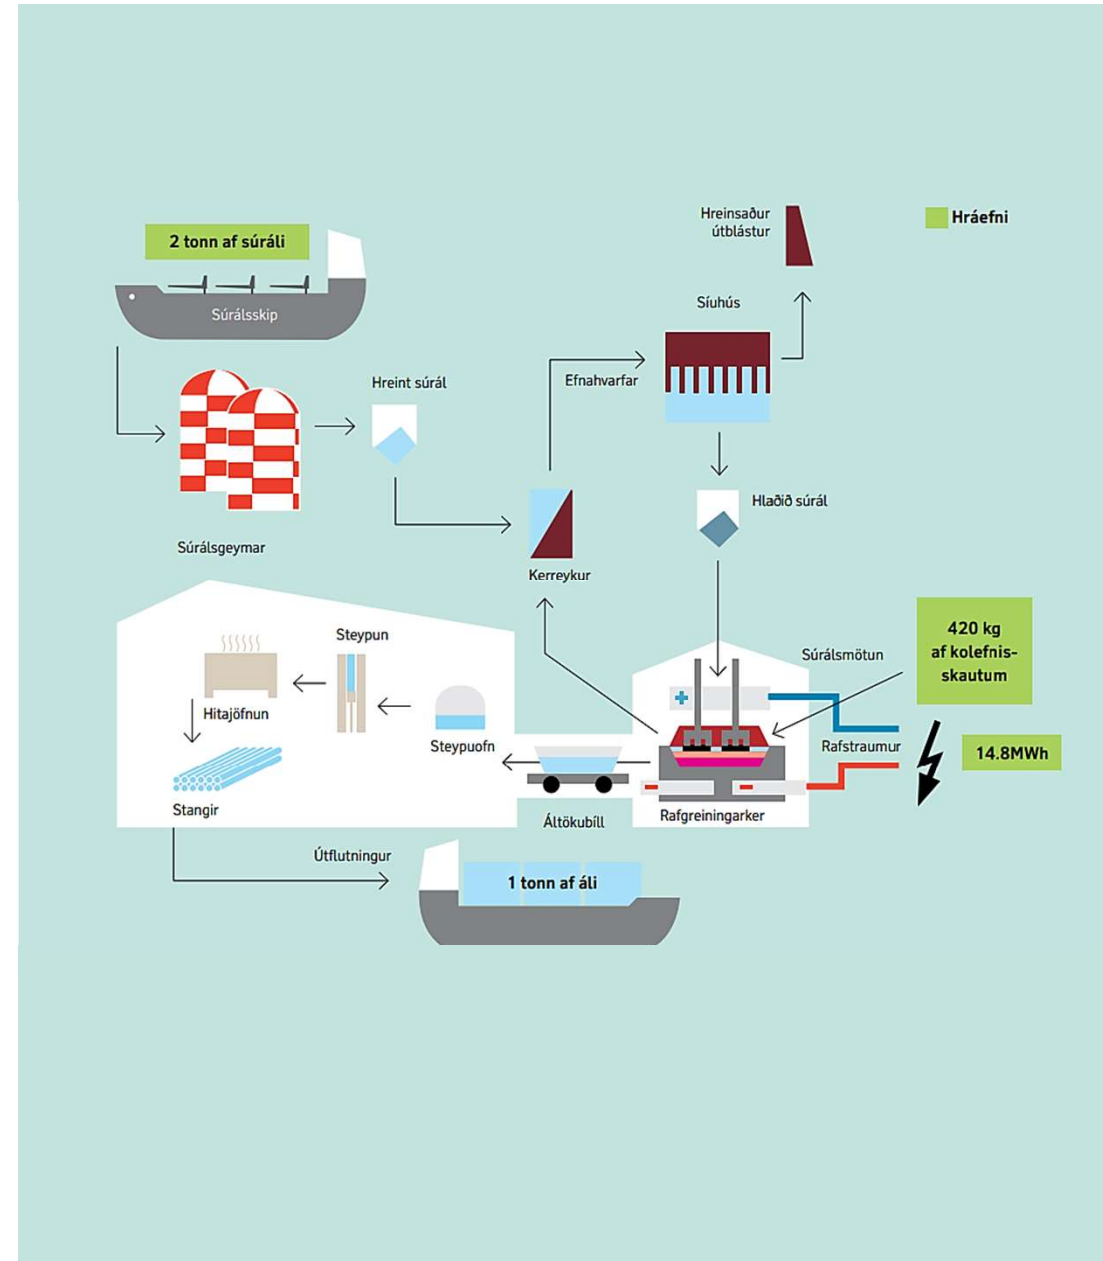 Hreinsaður
útblástur
Hráefni
2 tonn af súráli
Súrálsskip
Síuhús
Hreint súrál
Efnahvarfar
Hlaðið súrál
Súrálsgeymar
Kerreykur
420 kg
af kolefnis-
skautum
Steypun
Súrálsmötun
Hitajöfnun
Steypuofn
Rafstraumur
14.8MWh
Stangir
Áltökubíll
Rafgreiningarker
Útflutningur
1 tonn af áli